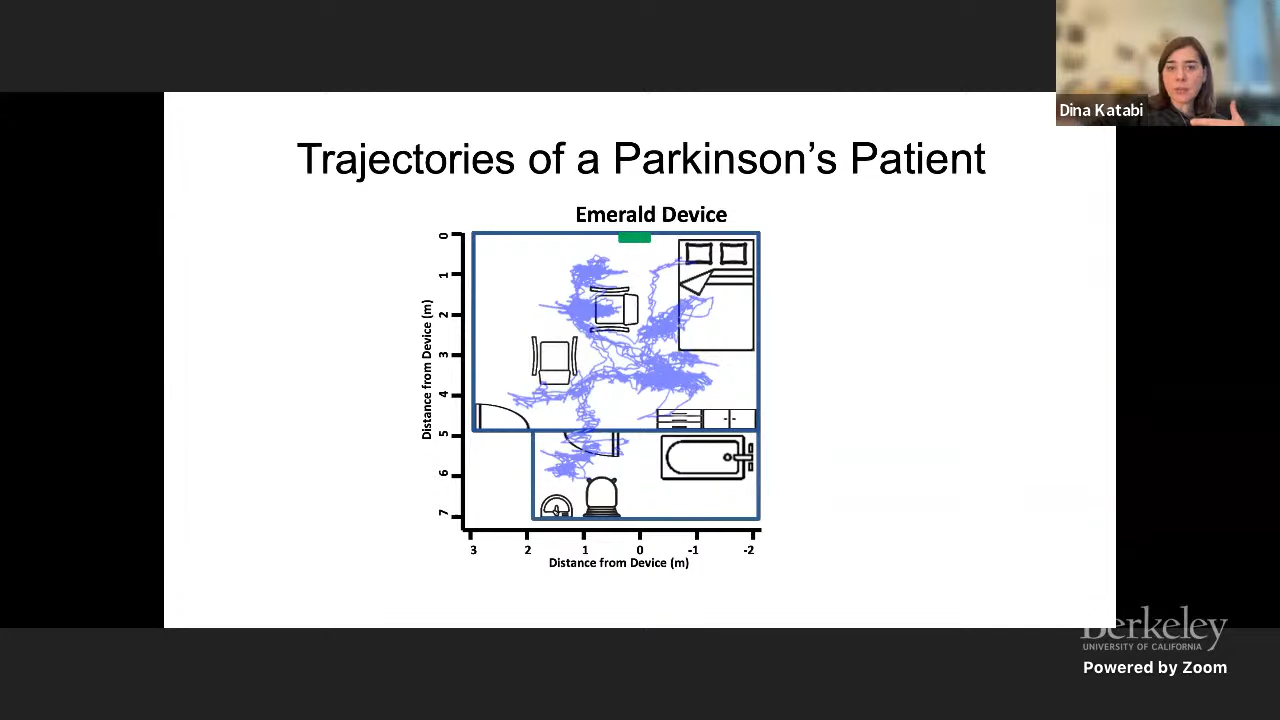 Dina Katabi
Trajectories of a Parkinson's Patient
Emerald Device
0
1
2
3
4
5
6
7
Distance from Device (m)
3 2 1 0 -1 -2
Distance from Device (m)
Berkeley
UNIVERSITY OF CALIFORNIA
Powered by Zoom